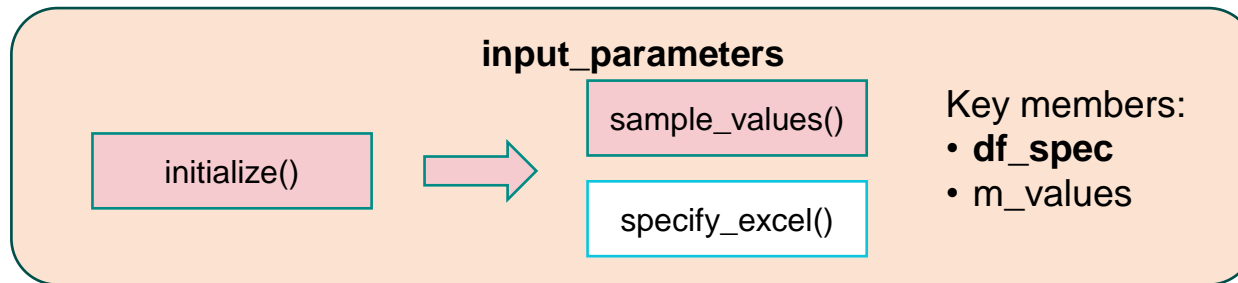 input_parameters
initialize()
sample_values()
specify_excel()
Key members:
• df_spec
• m_values